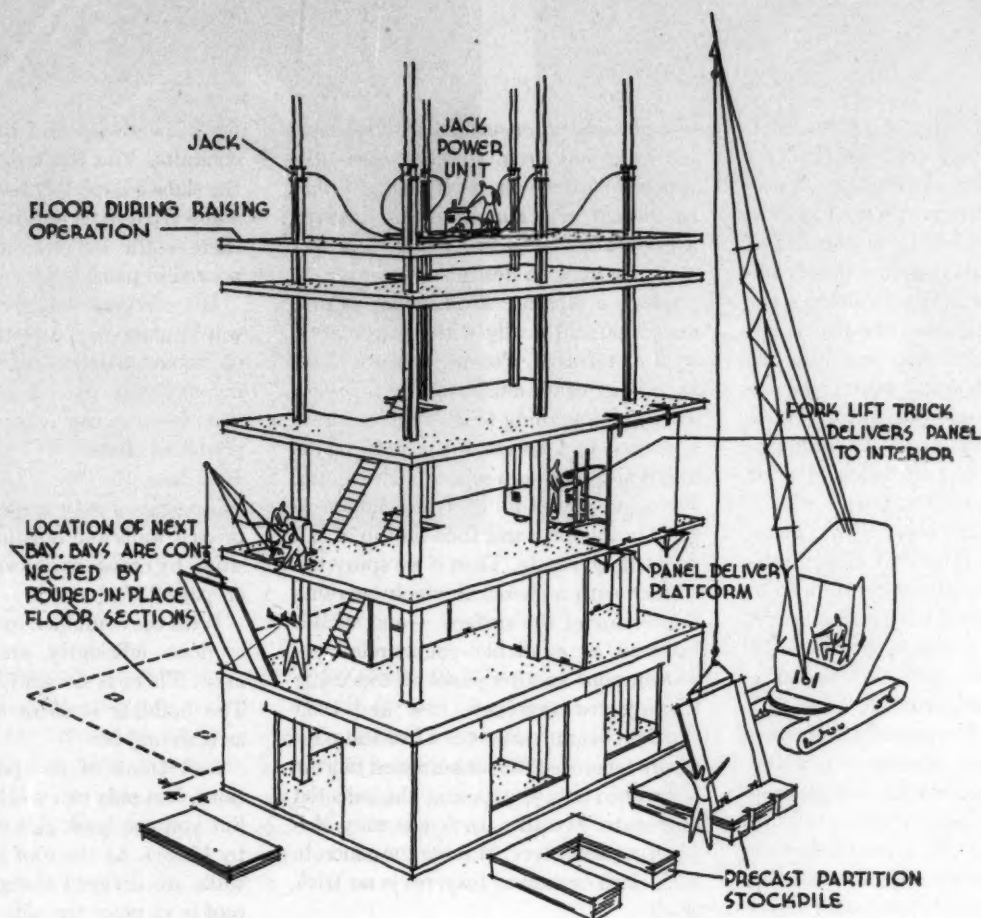 JACK
JACK
POWER
UNIT
FLOOR DURING RAISING
OPERATION
FORK LIFT TRUCK
DELIVERS PANEL
TO INTERIOR
LOCATION OF NEXT
BAY. BAYS ARE CON-
NECTED BY
POURED-IN-PLACE
FLOOR SECTIONS
PANEL DELIVERY
PLATFORM
PRECAST PARTITION
STOCKPILE